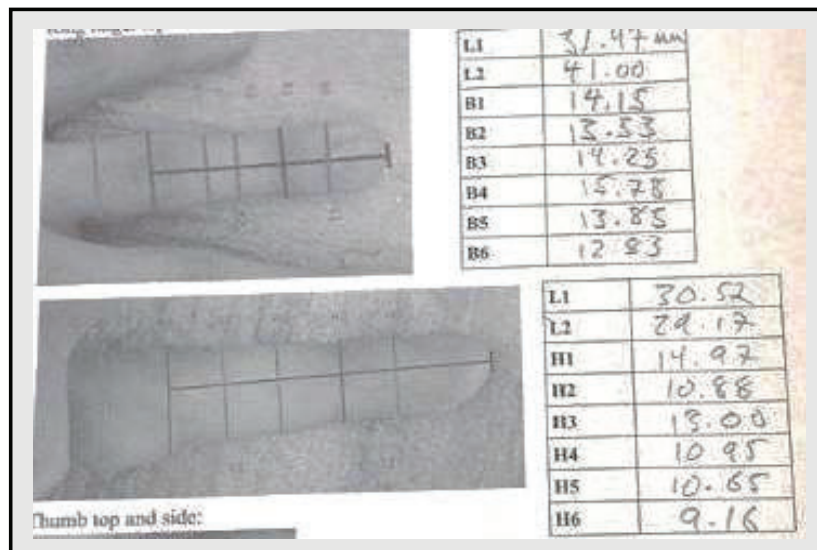 L1 31.47 mm
L2 41.00
B1 14.15
B2 13.53
B3 14.25
B4 15.78
B5 13.85
B6 12 83
L1 30.52
L2 29.17
H1 14.97
H2 10.88
H3 13.00
H4 10 95
H5 10.65
H6 9.16
Thumb top and side: